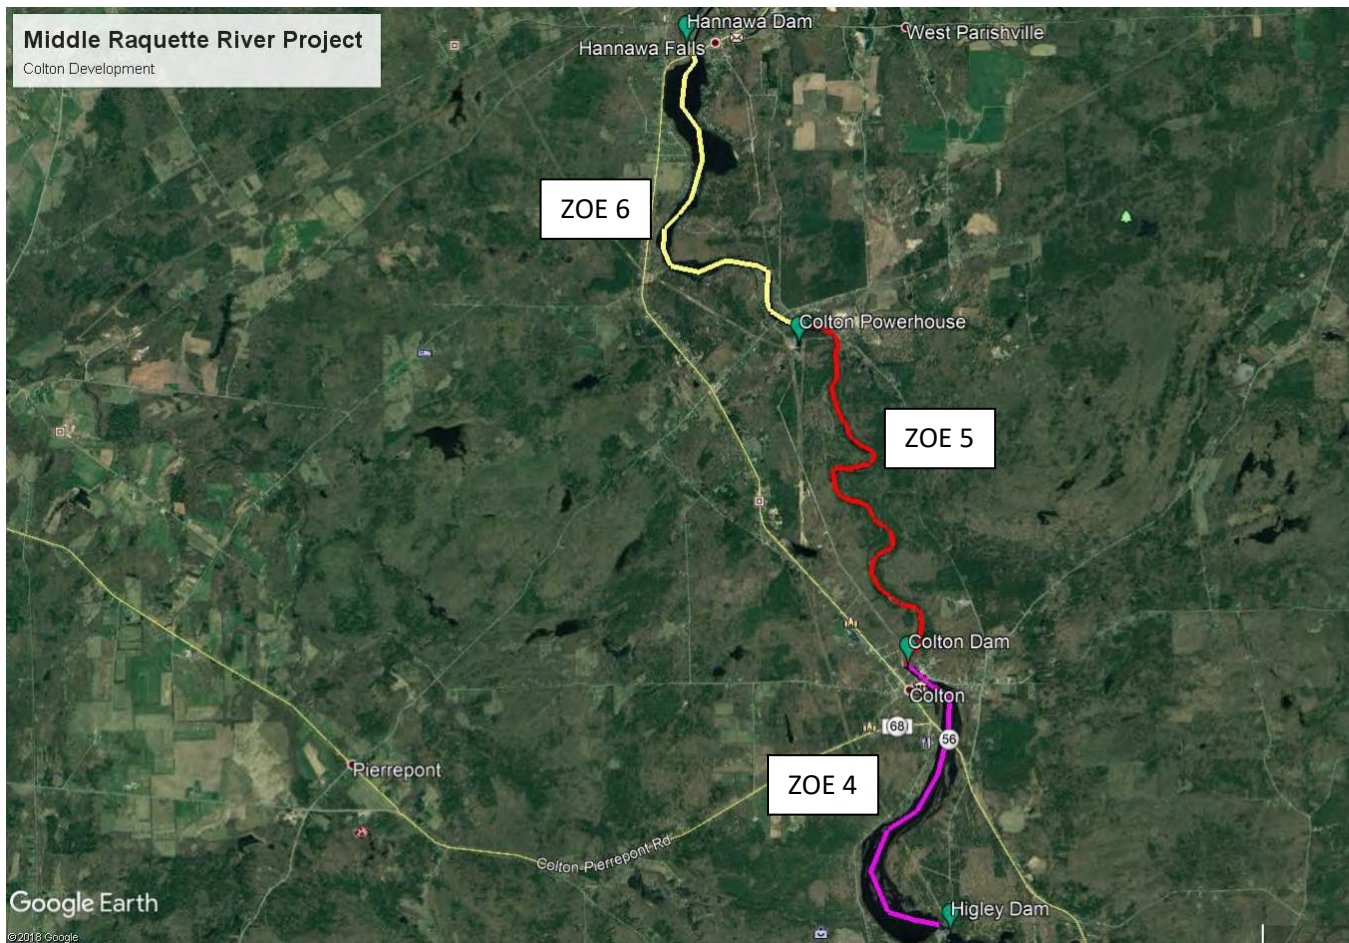 Middle Raquette River Project
Colton Development
Hannawa Dam
Hannawa Falls
West Parishville
ZOE 6
Colton Powerhouse
ZOE 5
Colton Dam
Colton
68
56
Pierrepont
ZOE 4
Colton Pierrepont Rd
Higley Dam
Google Earth
©2018 Google